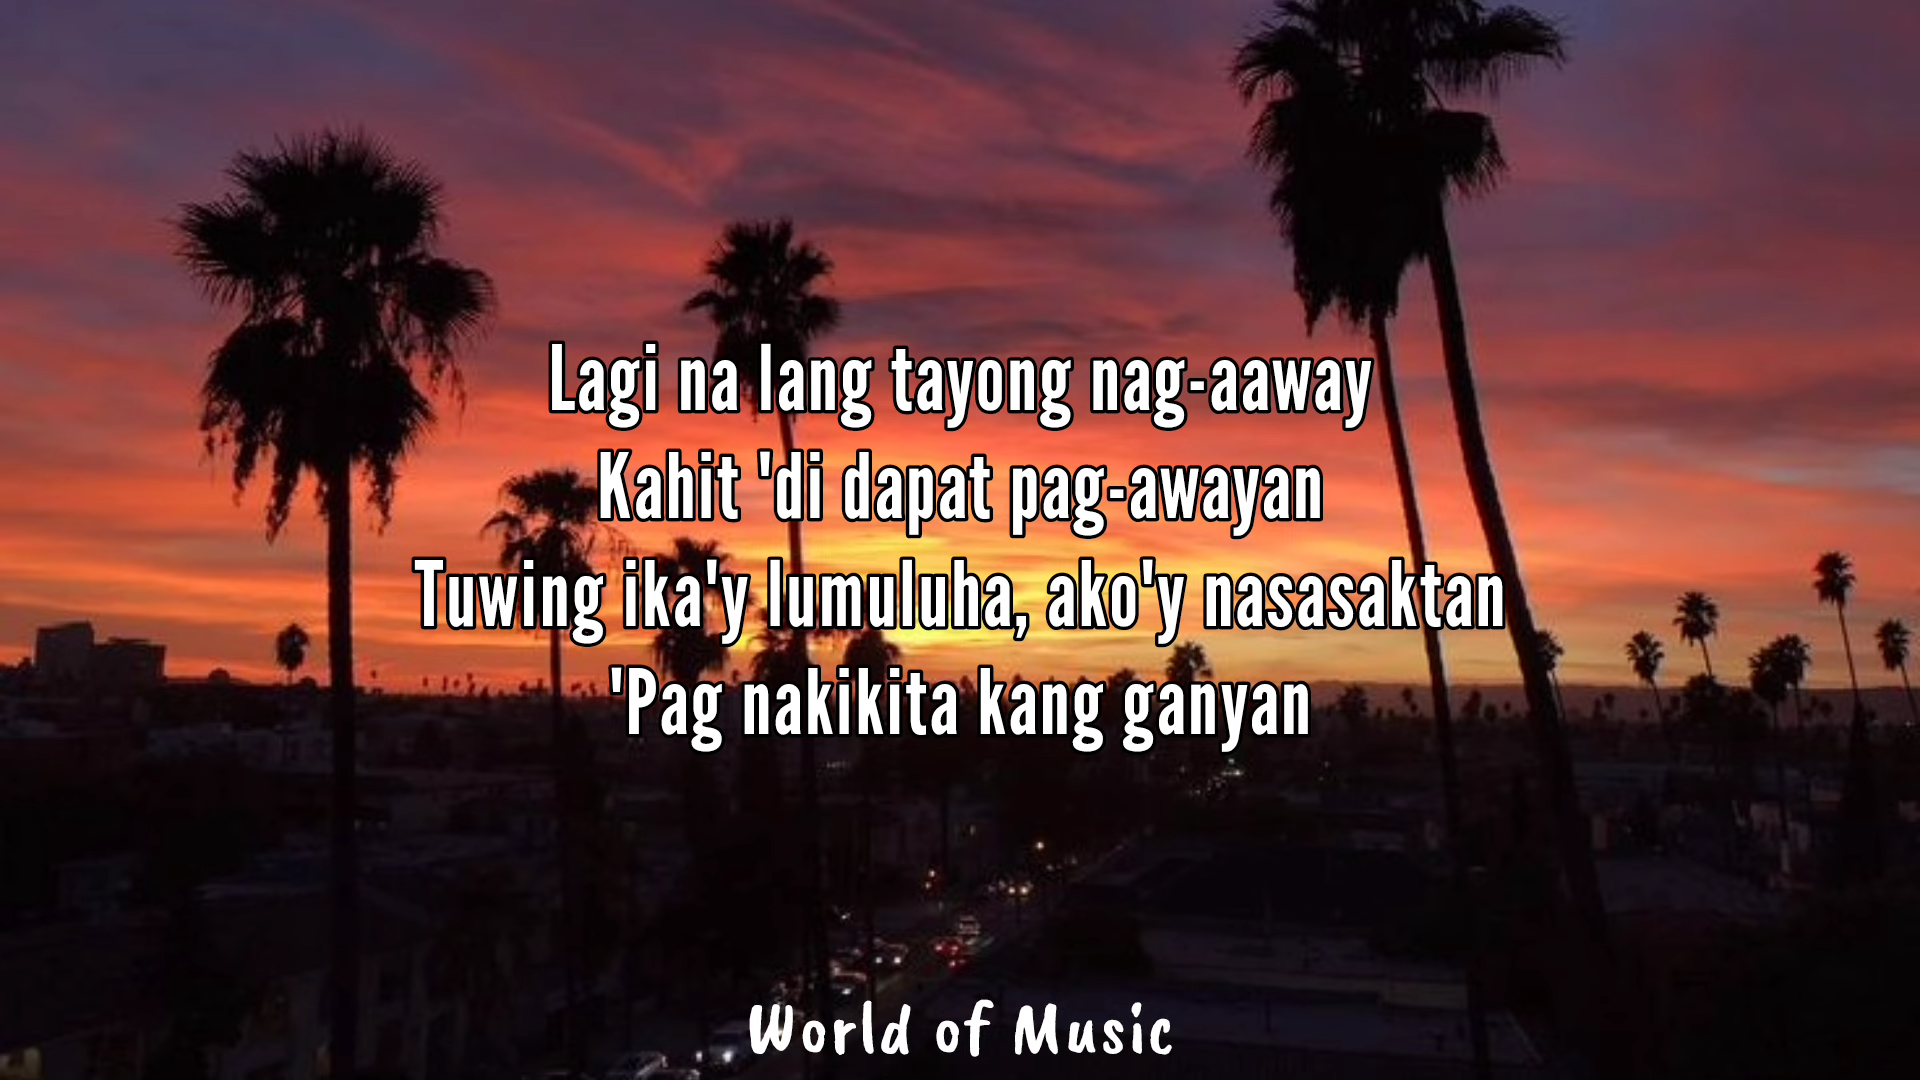 Lagi na lang tayong nag-aaway
Kahit 'di dapat pag-awayan
Tuwing ika'y lumuluha, ako'y nasasaktan
'Pag nakikita kang ganyan
World of Music